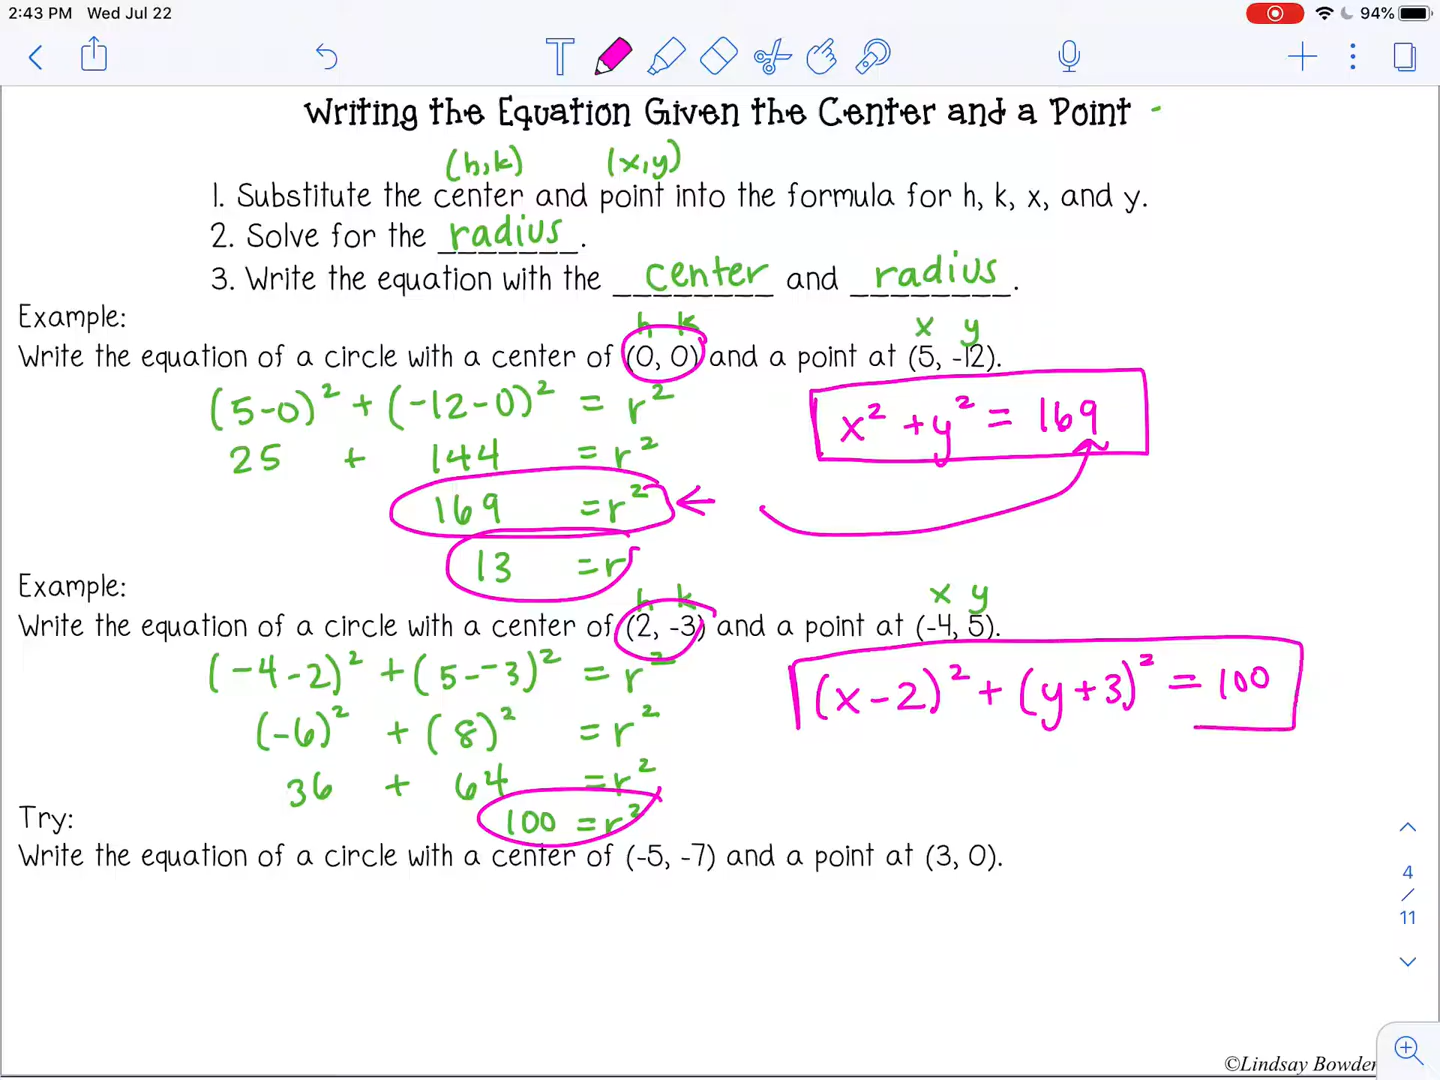 2:43 PM Wed Jul 22
94%
Writing the Equation Given the Center and a Point -
(h,k) (x,y)
1. Substitute the center and point into the formula for h, k, x, and y.
2. Solve for the radius.
3. Write the equation with the center and radius.
Example:
h k x y
Write the equation of a circle with a center of (0, 0) and a point at (5, -12).
(5-0)² + (-12-0)² = r²
x² + y² = 169
25 + 144 = r²
169 = r²
13 = r
Example:
h k x y
Write the equation of a circle with a center of (2, -3) and a point at (-4, 5).
(-4-2)² + (5--3)² = r²
(x-2)² + (y+3)² = 100
(-6)² + (8)² = r²
36 + 64 = r²
Try:
100 = r²
Write the equation of a circle with a center of (-5, -7) and a point at (3, 0).
4
/
11
©Lindsay Bowden